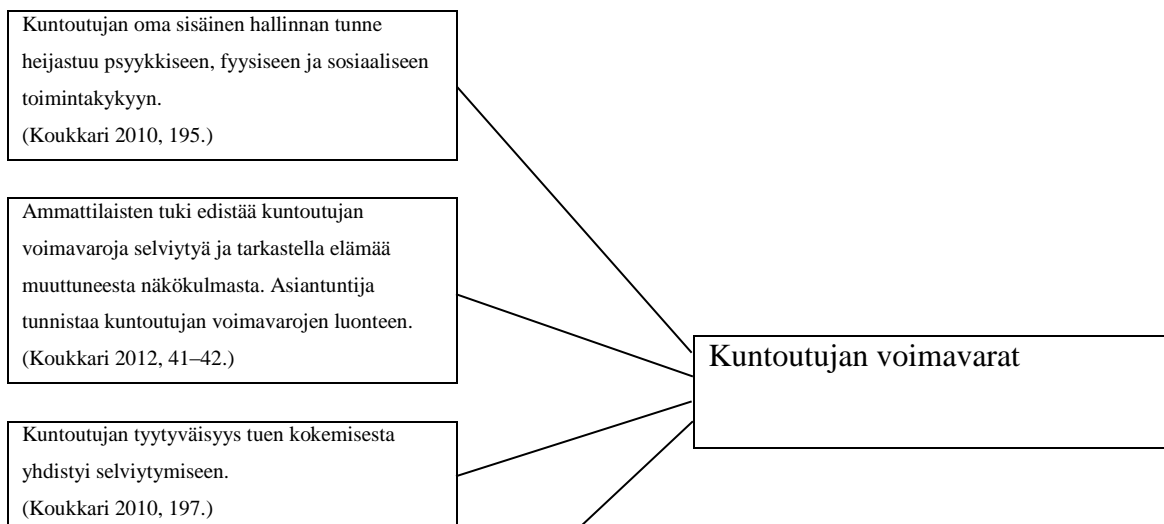 Kuntoutujan oma sisäinen hallinnan tunne
heijastuu psyykkiseen, fyysiseen ja sosiaaliseen
toimintakykyyn.
(Koukkari 2010, 195.)
Ammattilaisten tuki edistää kuntoutujan
voimavaroja selviytyä ja tarkastella elämää
muuttuneesta näkökulmasta. Asiantuntija
tunnistaa kuntoutujan voimavarojen luonteen.
(Koukkari 2012, 41–42.)
Kuntoutujan voimavarat
Kuntoutujan tyytyväisyys tuen kokemisesta
yhdistyi selviytymiseen.
(Koukkari 2010, 197.)